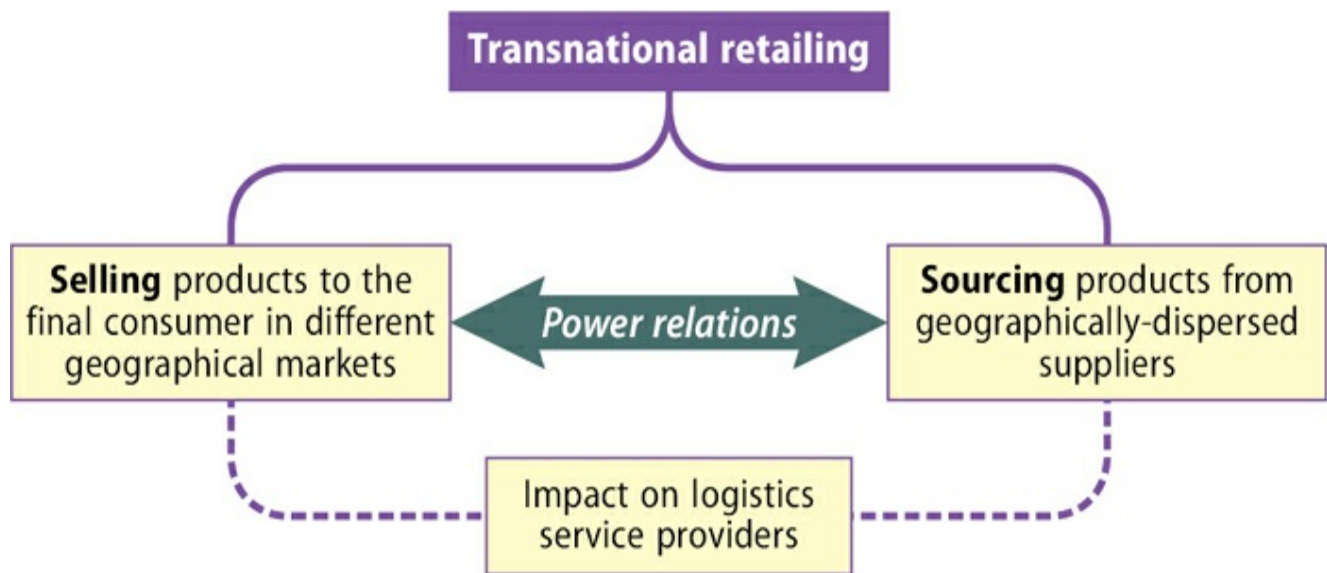 Transnational retailing
Selling products to the
final consumer in different
geographical markets
Power relations
Sourcing products from
geographically-dispersed
suppliers
Impact on logistics
service providers